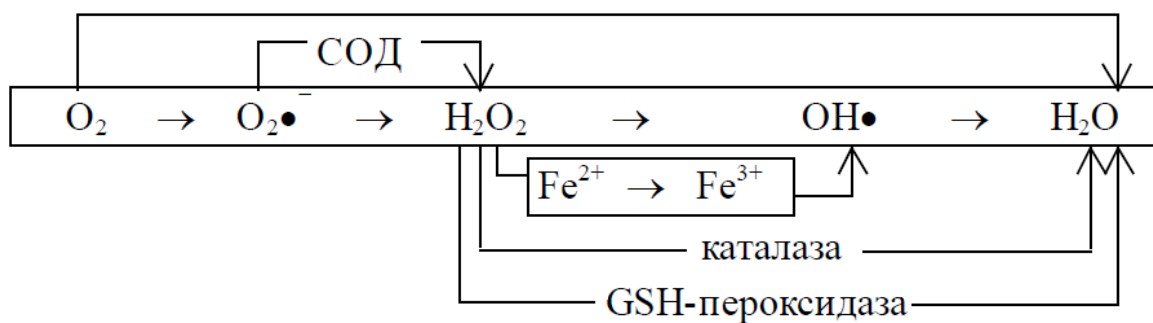 СОД
O₂ → O₂●⁻ → H₂O₂ → OH● → H₂O
Fe²⁺ → Fe³⁺
каталаза
GSH-пероксидаза